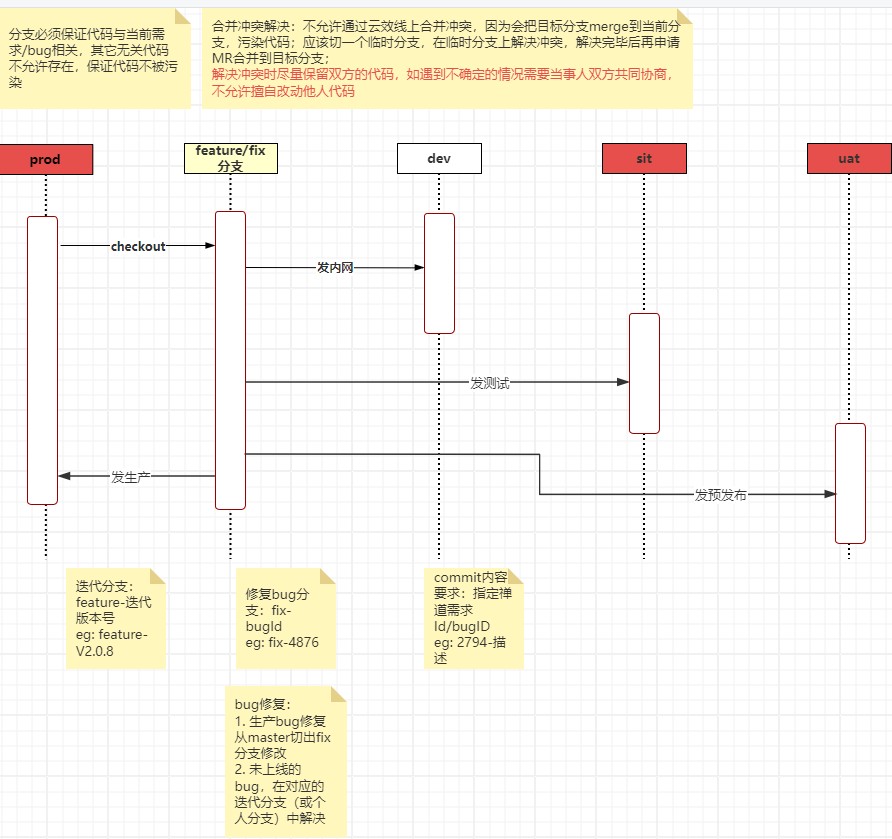 分支必须保证代码与当前需
求/bug相关，其它无关代码
不允许存在，保证代码不被污
染
合并冲突解决：不允许通过云效线上合并冲突，因为会把目标分支merge到当前分
支，污染代码；应该切一个临时分支，在临时分支上解决冲突，解决完毕后再申请
MR合并到目标分支；
解决冲突时尽量保留双方的代码，如遇到不确定的情况需要当事人双方共同协商，
不允许擅自改动他人代码
prod
feature/fix
分支
dev
sit
uat
checkout
发内网
发测试
发生产
发预发布
迭代分支：
feature-迭代
版本号
eg: feature-
V2.0.8
修复bug分
支：fix-
bugId
eg: fix-4876
commit内容
要求：指定禅
道需求
Id/bugID
eg: 2794-描
述
bug修复：
1. 生产bug修复
从master切出fix
分支修改
2. 未上线的
bug，在对应的
迭代分支（或个
人分支）中解决